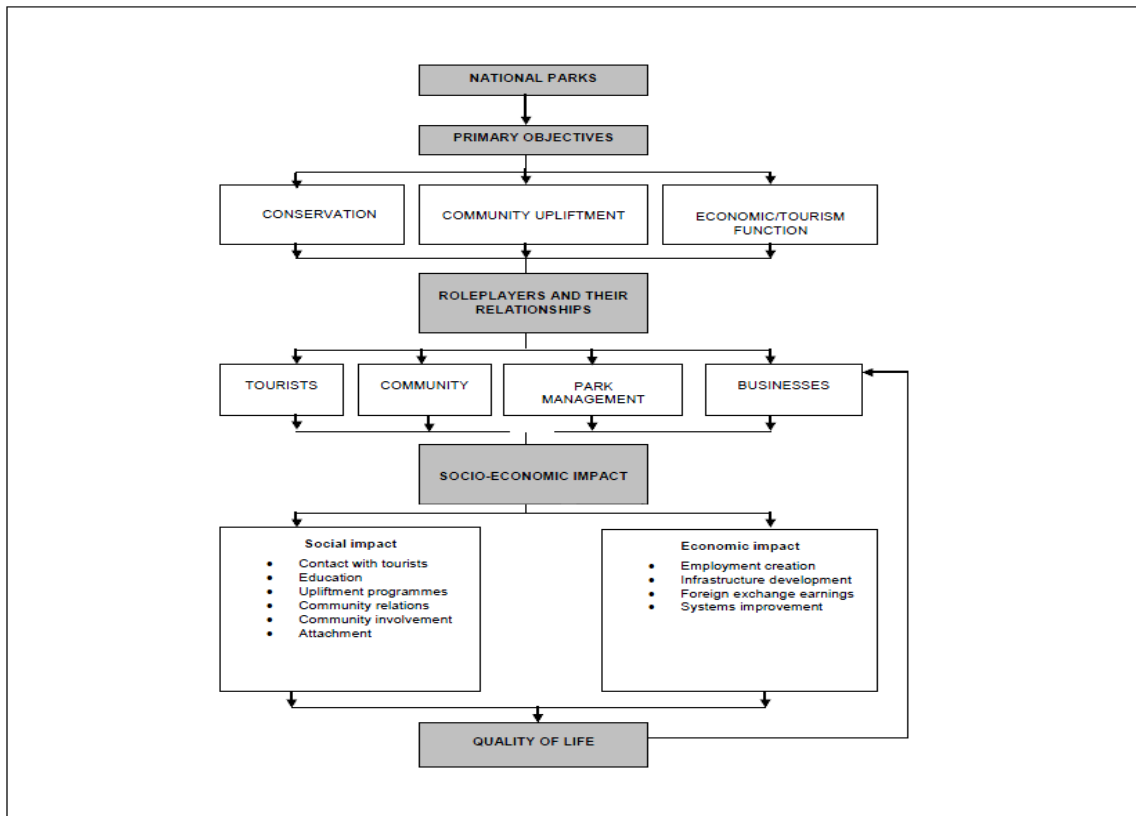 NATIONAL PARKS
PRIMARY OBJECTIVES
CONSERVATION
COMMUNITY UPLIFTMENT
ECONOMIC/TOURISM
FUNCTION
ROLEPLAYERS AND THEIR
RELATIONSHIPS
TOURISTS
COMMUNITY
PARK
MANAGEMENT
BUSINESSES
SOCIO-ECONOMIC IMPACT
Social impact
• Contact with tourists
• Education
• Upliftment programmes
• Community relations
• Community involvement
• Attachment
Economic impact
• Employment creation
• Infrastructure development
• Foreign exchange earnings
• Systems improvement
QUALITY OF LIFE